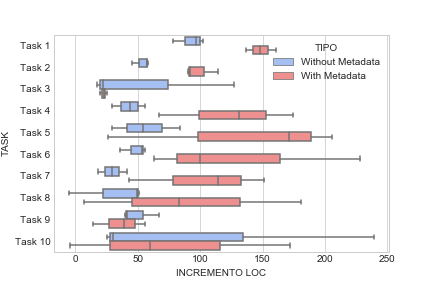 TIPO
Without Metadata
With Metadata
TASK
Task 1
Task 2
Task 3
Task 4
Task 5
Task 6
Task 7
Task 8
Task 9
Task 10
0 50 100 150 200 250
INCREMENTO LOC